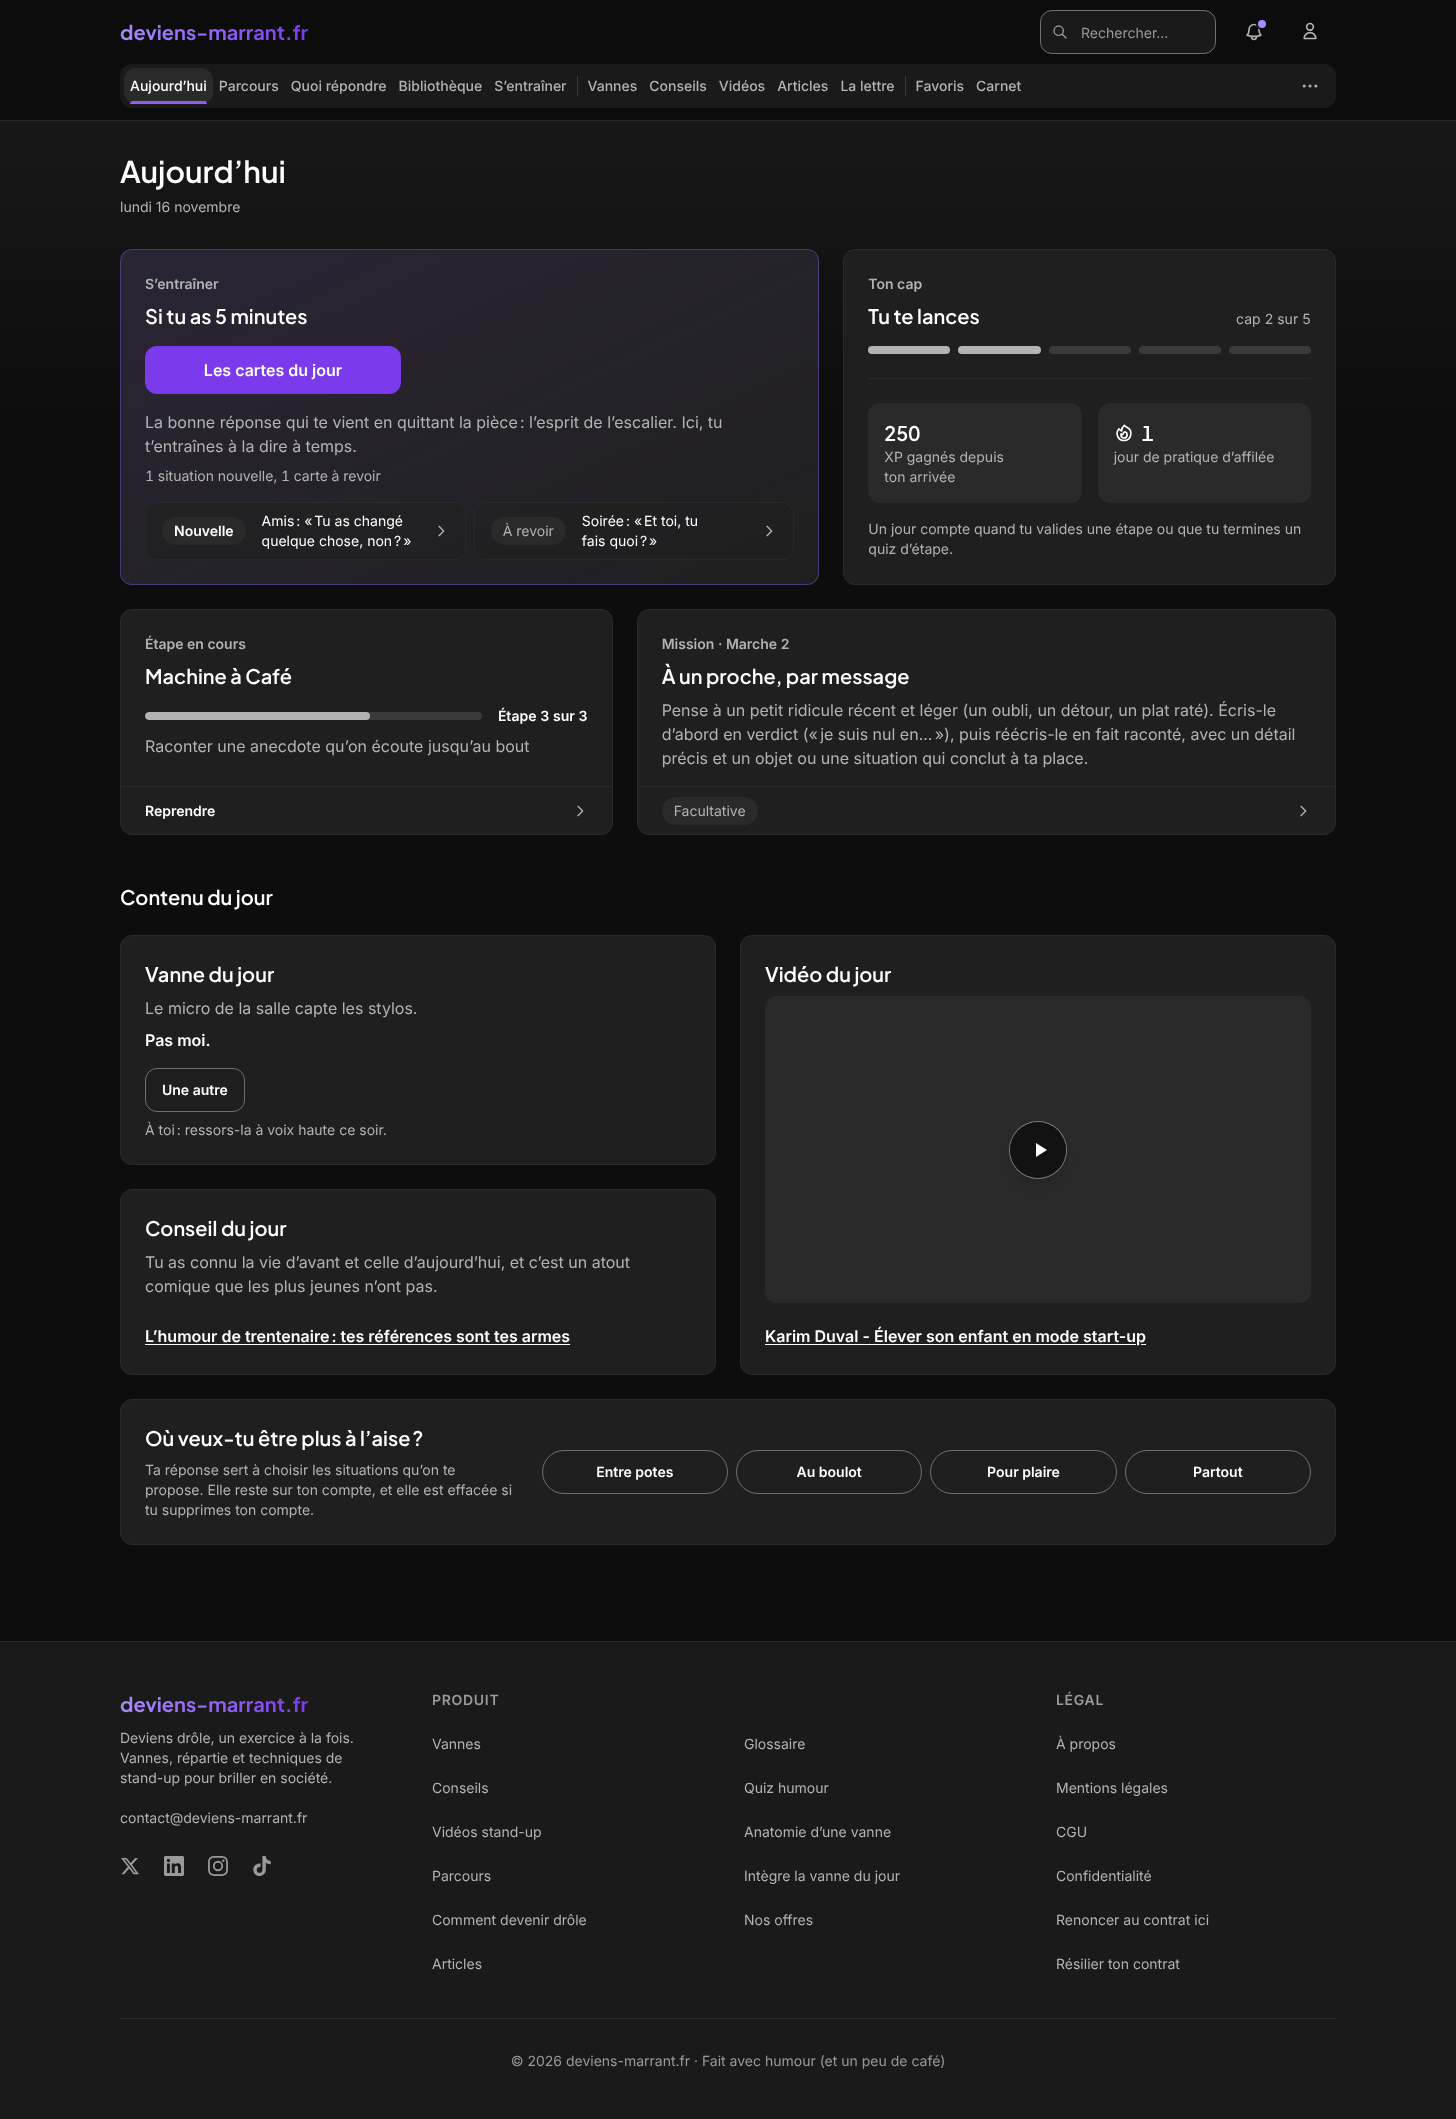 deviens-marrant.fr
Rechercher...
Aujourd’hui Parcours Quoi répondre Bibliothèque S’entraîner Vannes Conseils Vidéos Articles La lettre Favoris Carnet
Aujourd’hui
lundi 16 novembre
S’entraîner
Si tu as 5 minutes
Les cartes du jour
La bonne réponse qui te vient en quittant la pièce : l’esprit de l’escalier. Ici, tu
t’entraînes à la dire à temps.
1 situation nouvelle, 1 carte à revoir
Nouvelle
Amis : « Tu as changé
quelque chose, non ? »
À revoir
Soirée : « Et toi, tu
fais quoi ? »
Ton cap
Tu te lances
cap 2 sur 5
250
XP gagnés depuis
ton arrivée
1
jour de pratique d’affilée
Un jour compte quand tu valides une étape ou que tu termines un
quiz d’étape.
Étape en cours
Machine à Café
Étape 3 sur 3
Raconter une anecdote qu’on écoute jusqu’au bout
Reprendre
Mission · Marche 2
À un proche, par message
Pense à un petit ridicule récent et léger (un oubli, un détour, un plat raté). Écris-le
d’abord en verdict (« je suis nul en… »), puis réécris-le en fait raconté, avec un détail
précis et un objet ou une situation qui conclut à ta place.
Facultative
Contenu du jour
Vanne du jour
Le micro de la salle capte les stylos.
Pas moi.
Une autre
À toi : ressors-la à voix haute ce soir.
Conseil du jour
Tu as connu la vie d’avant et celle d’aujourd’hui, et c’est un atout
comique que les plus jeunes n’ont pas.
L’humour de trentenaire : tes références sont tes armes
Vidéo du jour
Karim Duval - Élever son enfant en mode start-up
Où veux-tu être plus à l’aise ?
Ta réponse sert à choisir les situations qu’on te
propose. Elle reste sur ton compte, et elle est effacée si
tu supprimes ton compte.
Entre potes
Au boulot
Pour plaire
Partout
deviens-marrant.fr
Deviens drôle, un exercice à la fois.
Vannes, répartie et techniques de
stand-up pour briller en société.
contact@deviens-marrant.fr
PRODUIT
Vannes
Conseils
Vidéos stand-up
Parcours
Comment devenir drôle
Articles
Glossaire
Quiz humour
Anatomie d’une vanne
Intègre la vanne du jour
Nos offres
LÉGAL
À propos
Mentions légales
CGU
Confidentialité
Renoncer au contrat ici
Résilier ton contrat
© 2026 deviens-marrant.fr · Fait avec humour (et un peu de café)